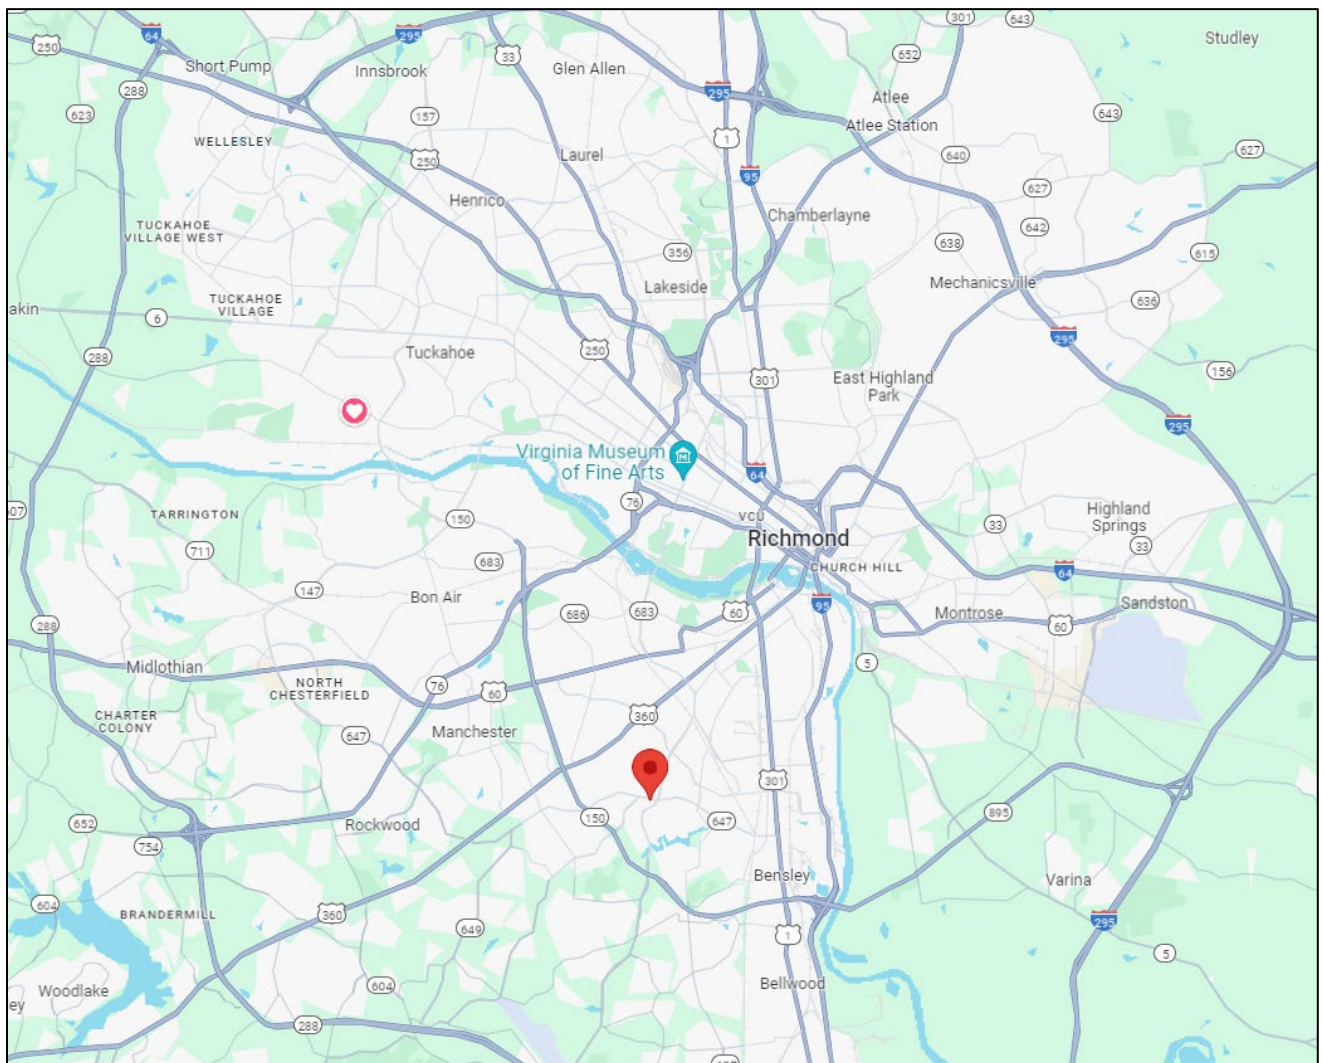 301
643
64
295
250
Short Pump
Innsbrook
33
Glen Allen
652
Studley
288
623
157
295
Atlee
Atlee Station
643
WELLESLEY
1
250
Laurel
95
640
627
Henrico
627
TUCKAHOE
VILLAGE WEST
Chamberlayne
642
638
356
615
Lakeside
Mechanicsville
TUCKAHOE
VILLAGE
636
akin
6
295
288
Tuckahoe
250
301
East Highland
Park
156
295
Virginia Museum
of Fine Arts
64
76
07
TARRINGTON
150
VCU
Richmond
33
Highland
Springs
33
711
683
CHURCH HILL
64
147
Bon Air
686
683
60
95
Montrose
60
Sandston
288
Midlothian
5
NORTH
CHESTERFIELD
76
60
CHARTER
COLONY
647
Manchester
360
301
652
754
Rockwood
150
647
895
Bensley
Varina
604
BRANDERMILL
360
649
295
1
5
Woodlake
ey
604
Bellwood
288